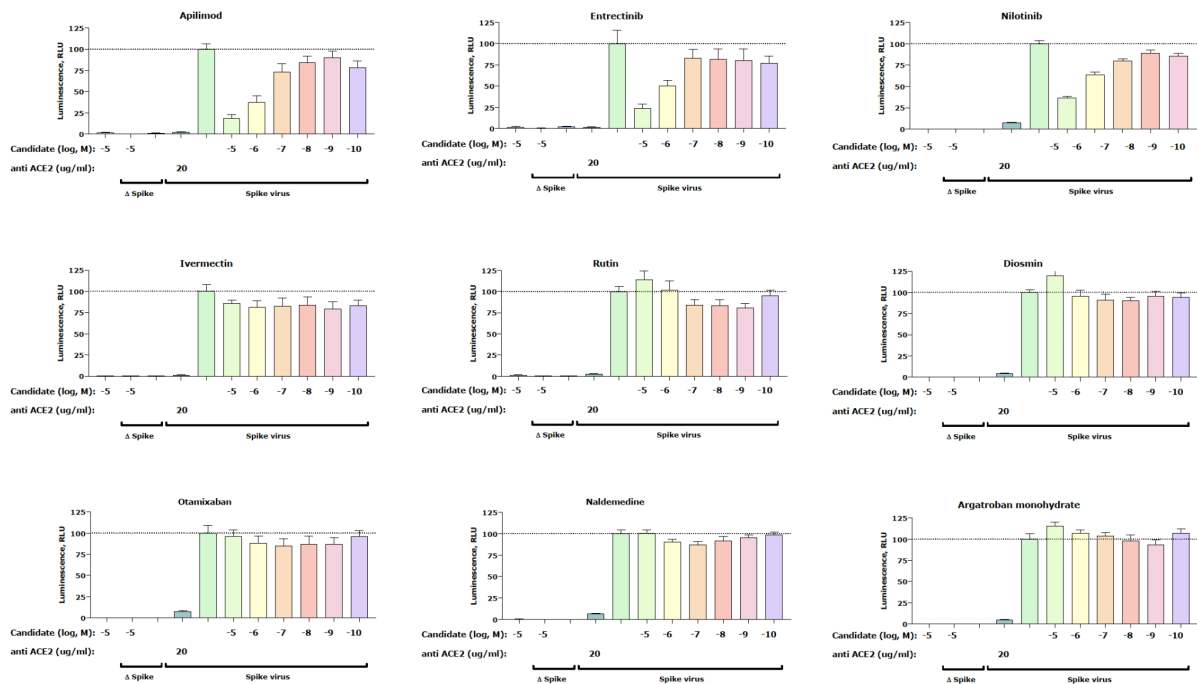 Apilimod
Luminescence, RLU
125
100
75
50
25
0
Candidate (log, M): -5 -5 -5 -6 -7 -8 -9 -10
anti ACE2 (ug/ml): 20
Δ Spike Spike virus
Entrectinib
Luminescence, RLU
125
100
75
50
25
0
Candidate (log, M): -5 -5 -5 -6 -7 -8 -9 -10
anti ACE2 (ug/ml): 20
Δ Spike Spike virus
Nilotinib
Luminescence, RLU
125
100
75
50
25
0
Candidate (log, M): -5 -5 -5 -6 -7 -8 -9 -10
anti ACE2 (ug/ml): 20
Δ Spike Spike virus
Ivermectin
Luminescence, RLU
125
100
75
50
25
0
Candidate (log, M): -5 -5 -5 -6 -7 -8 -9 -10
anti ACE2 (ug/ml): 20
Δ Spike Spike virus
Rutin
Luminescence, RLU
125
100
75
50
25
0
Candidate (log, M): -5 -5 -5 -6 -7 -8 -9 -10
anti ACE2 (ug/ml): 20
Δ Spike Spike virus
Diosmin
Luminescence, RLU
125
100
75
50
25
0
Candidate (log, M): -5 -5 -5 -6 -7 -8 -9 -10
anti ACE2 (ug/ml): 20
Δ Spike Spike virus
Otamixaban
Luminescence, RLU
125
100
75
50
25
0
Candidate (log, M): -5 -5 -5 -6 -7 -8 -9 -10
anti ACE2 (ug/ml): 20
Δ Spike Spike virus
Naldemedine
Luminescence, RLU
125
100
75
50
25
0
Candidate (log, M): -5 -5 -5 -6 -7 -8 -9 -10
anti ACE2 (ug/ml): 20
Δ Spike Spike virus
Argatroban monohydrate
Luminescence, RLU
125
100
75
50
25
0
Candidate (log, M): -5 -5 -5 -6 -7 -8 -9 -10
anti ACE2 (ug/ml): 20
Δ Spike Spike virus